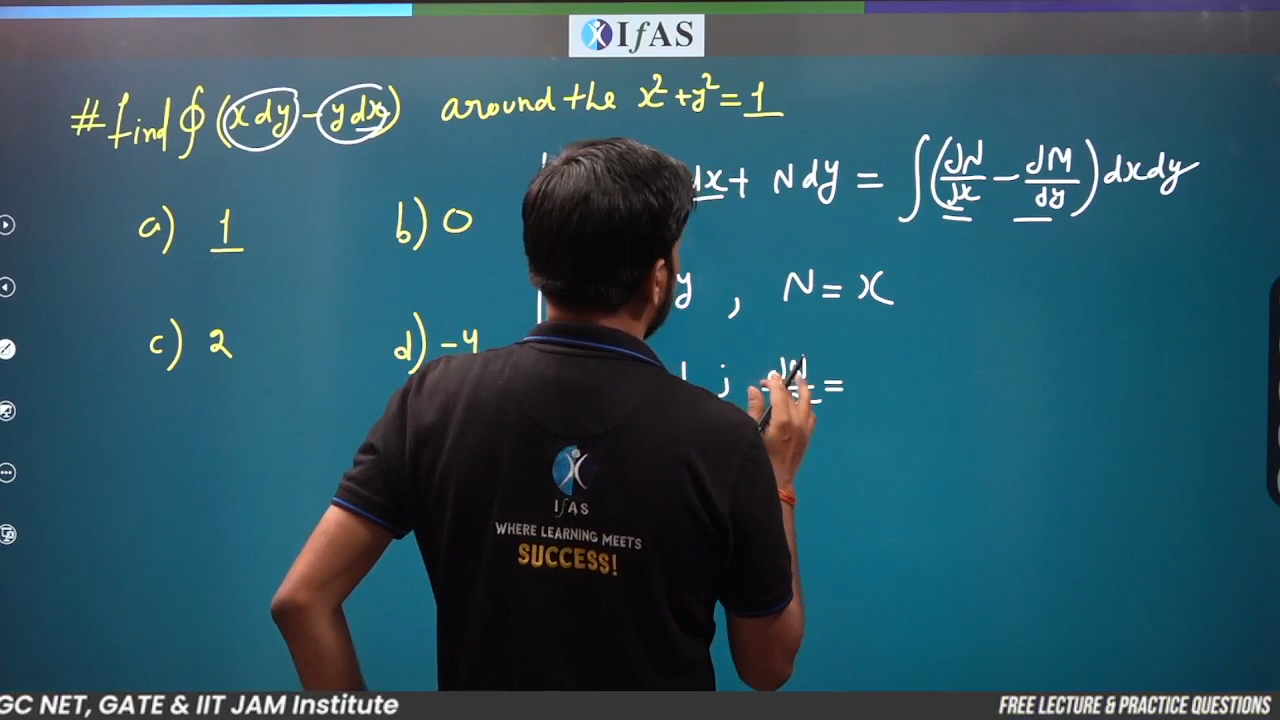 IfAS
# find ∮ (x dy - y dx) around the x² + y² = 1
dx + N dy = ∫ (dN/dx - dM/dy) dx dy
a) 1 b) 0
y , N = x
c) 2 d) -4
; dN =
IfAS
WHERE LEARNING MEETS
SUCCESS!
GC NET, GATE & IIT JAM Institute
FREE LECTURE & PRACTICE QUESTIONS